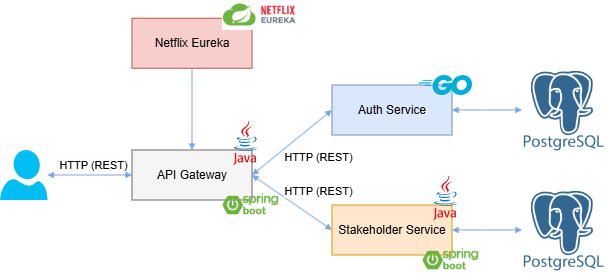 NETFLIX
EUREKA
Netflix Eureka
GO
Auth Service
PostgreSQL
HTTP (REST)
Java
API Gateway
HTTP (REST)
spring
boot
HTTP (REST)
Java
Stakeholder Service
spring
boot
PostgreSQL